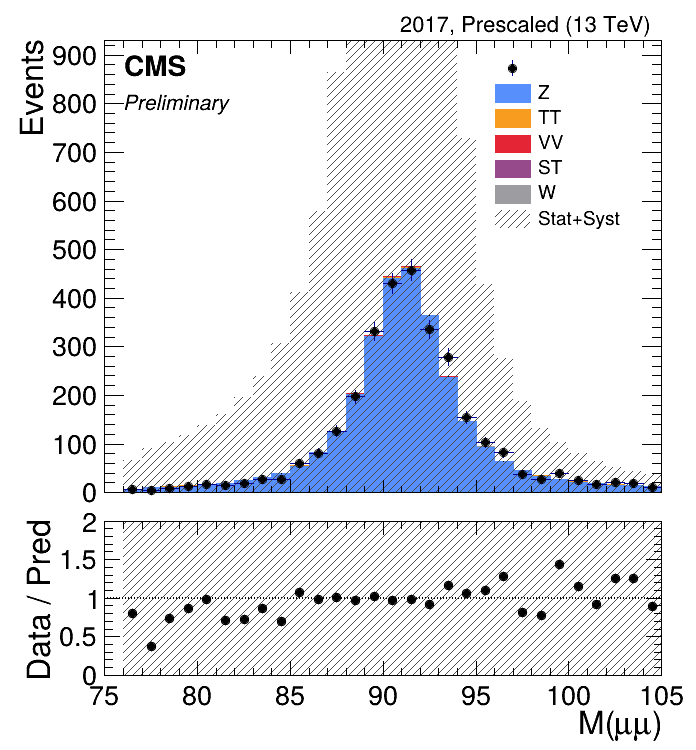 2017, Prescaled (13 TeV)
Events
900
800
700
600
500
400
300
200
100
0
CMS
Preliminary
Z
TT
VV
ST
W
Stat+Syst
Data / Pred
2
1.5
1
0.5
0
75 80 85 90 95 100 105
M(μμ)